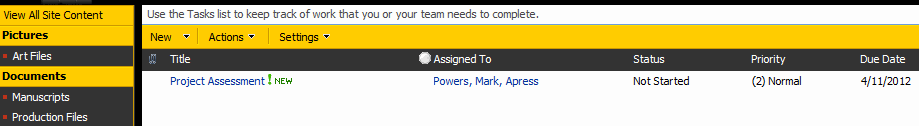 View All Site Content
Pictures
Art Files
Documents
Manuscripts
Production Files
Use the Tasks list to keep track of work that you or your team needs to complete.
New Actions Settings
Title Assigned To Status Priority Due Date
Project Assessment ! NEW Powers, Mark, Apress Not Started (2) Normal 4/11/2012